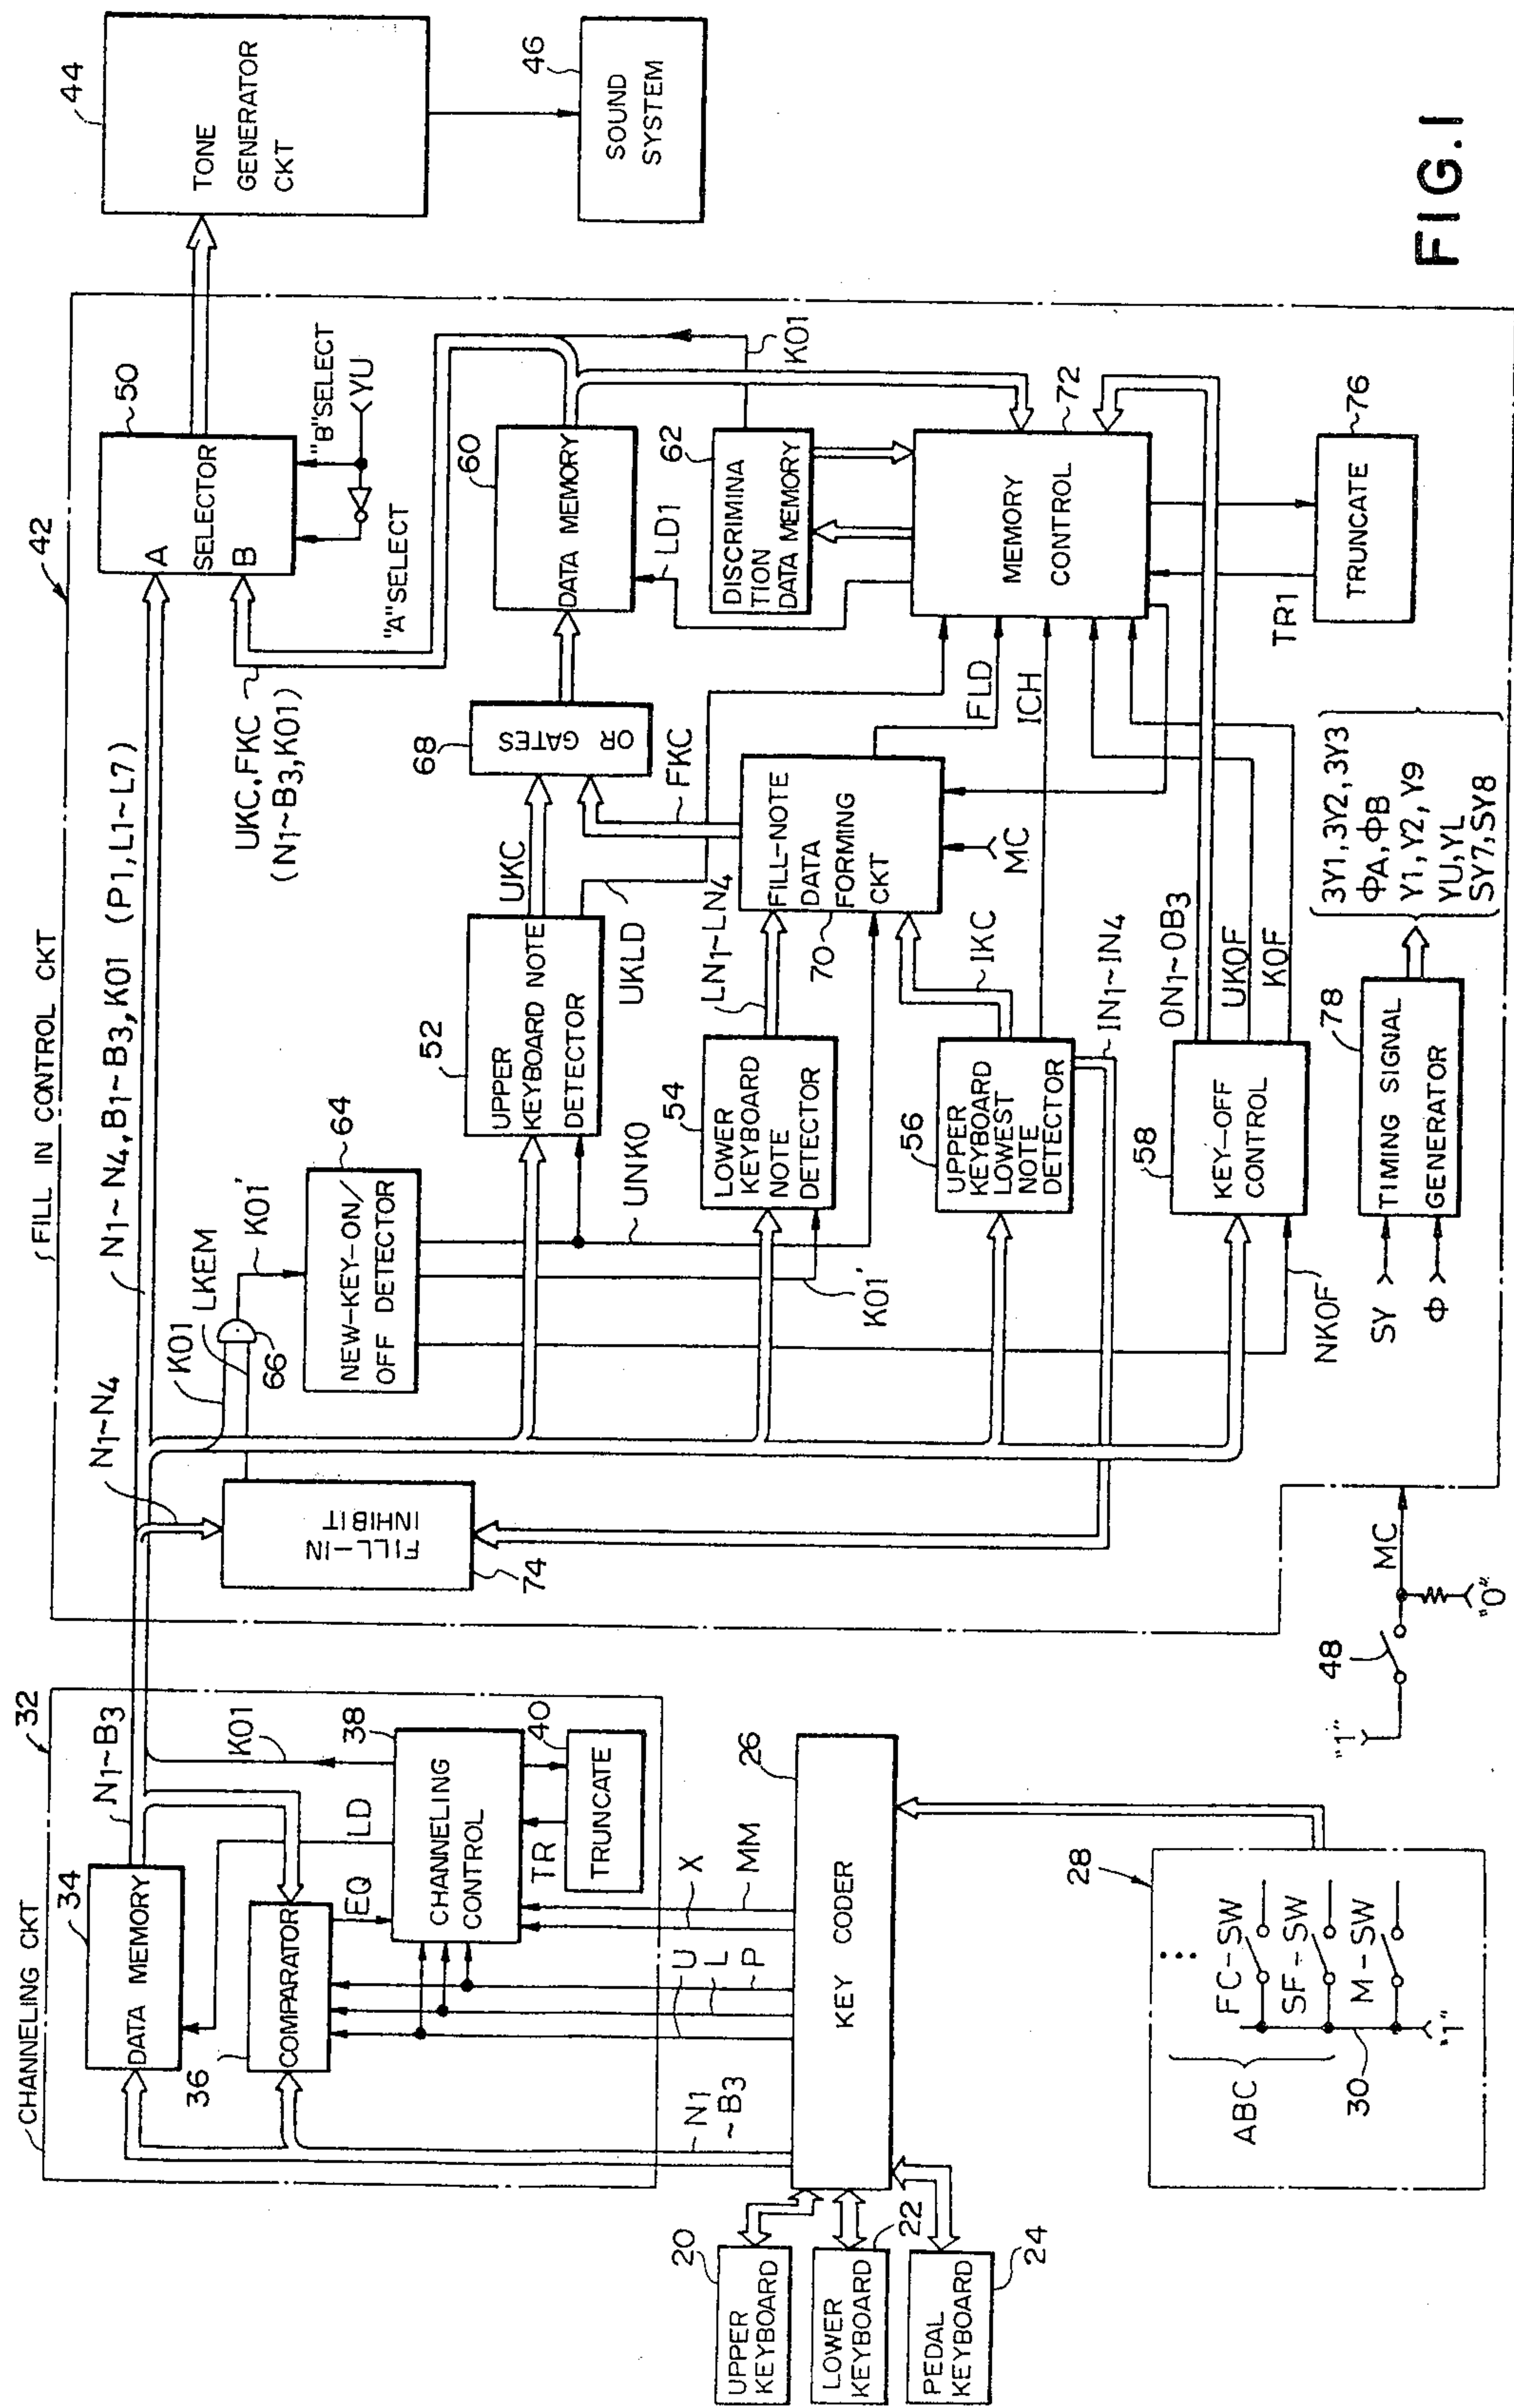 FIG. 1
CHANNELING CKT
32
34
DATA MEMORY
N1~B3
K01
36
COMPARATOR
EQ
LD
38
CHANNELING
CONTROL
TR
40
TRUNCATE
N1
~B3
U
L
P
X
MM
20
UPPER
KEYBOARD
22
LOWER
KEYBOARD
24
PEDAL
KEYBOARD
26
KEY CODER
28
FC-SW
SF-SW
M-SW
ABC
30
"1"
"1"
48
MC
"0"
FILL IN CONTROL CKT
42
N1~N4
N1~N4, B1~B3, K01 (P1, L1~L7)
K01
LKEM
K01'
66
74
FILL-IN
INHIBIT
64
NEW-KEY-ON/
OFF DETECTOR
UNKO
K01'
NKOF
52
UPPER
KEYBOARD NOTE
DETECTOR
UKC
UKLD
54
LOWER
KEYBOARD
NOTE
DETECTOR
LN1~LN4
56
UPPER
KEYBOARD
LOWEST
NOTE
DETECTOR
IKC
IN1~IN4
58
KEY-OFF
CONTROL
ON1~OB3
UKOF
KOF
68
OR GATES
FKC
70
FILL-NOTE
DATA
FORMING
CKT
MC
FLD
ICH
UKC, FKC
(N1~B3, K01)
50
A
SELECTOR
B
"B"SELECT
YU
"A"SELECT
60
DATA MEMORY
LD1
62
DISCRIMINA
TION
DATA MEMORY
K01
72
MEMORY
CONTROL
TR1
76
TRUNCATE
SY
Φ
78
TIMING SIGNAL
GENERATOR
3Y1, 3Y2, 3Y3
ΦA, ΦB
Y1, Y2, Y9
YU, YL
SY7, SY8
44
TONE
GENERATOR
CKT
46
SOUND
SYSTEM